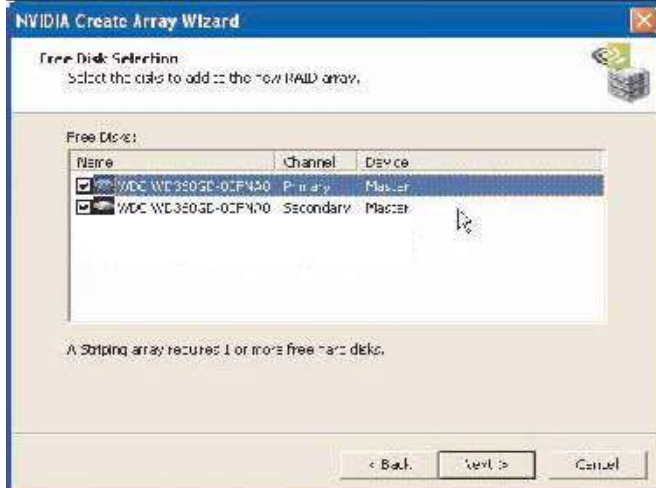 NVIDIA Create Array Wizard
Free Disk Selection
Select the disks to add to the new RAID array.
Free Disks:
Name Channel Device
WDC Primary Master
WDC Secondary Master
A Striping array requires 1 or more free hard disks.
< Back Next > Cancel